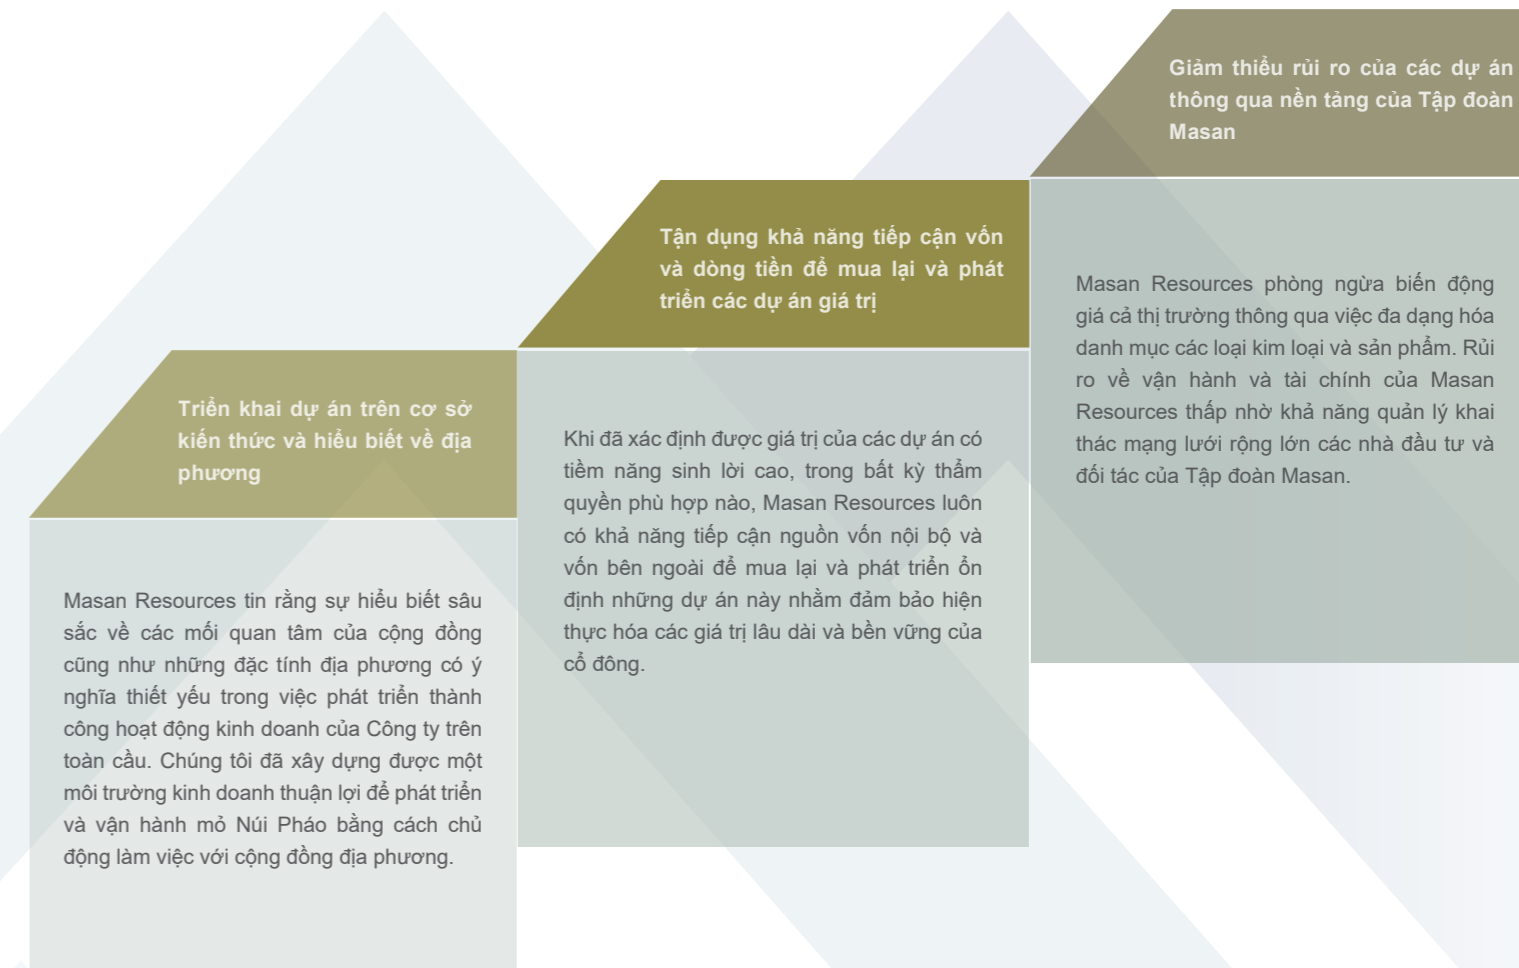 Triển khai dự án trên cơ sở
kiến thức và hiểu biết về địa
phương
Masan Resources tin rằng sự hiểu biết sâu
sắc về các mối quan tâm của cộng đồng
cũng như những đặc tính địa phương có ý
nghĩa thiết yếu trong việc phát triển thành
công hoạt động kinh doanh của Công ty trên
toàn cầu. Chúng tôi đã xây dựng được một
môi trường kinh doanh thuận lợi để phát triển
và vận hành mỏ Núi Pháo bằng cách chủ
động làm việc với cộng đồng địa phương.
Tận dụng khả năng tiếp cận vốn
và dòng tiền để mua lại và phát
triển các dự án giá trị
Khi đã xác định được giá trị của các dự án có
tiềm năng sinh lời cao, trong bất kỳ thẩm
quyền phù hợp nào, Masan Resources luôn
có khả năng tiếp cận nguồn vốn nội bộ và
vốn bên ngoài để mua lại và phát triển ổn
định những dự án này nhằm đảm bảo hiện
thực hóa các giá trị lâu dài và bền vững của
cổ đông.
Giảm thiểu rủi ro của các dự án
thông qua nền tảng của Tập đoàn
Masan
Masan Resources phòng ngừa biến động
giá cả thị trường thông qua việc đa dạng hóa
danh mục các loại kim loại và sản phẩm. Rủi
ro về vận hành và tài chính của Masan
Resources thấp nhờ khả năng quản lý khai
thác mạng lưới rộng lớn các nhà đầu tư và
đối tác của Tập đoàn Masan.